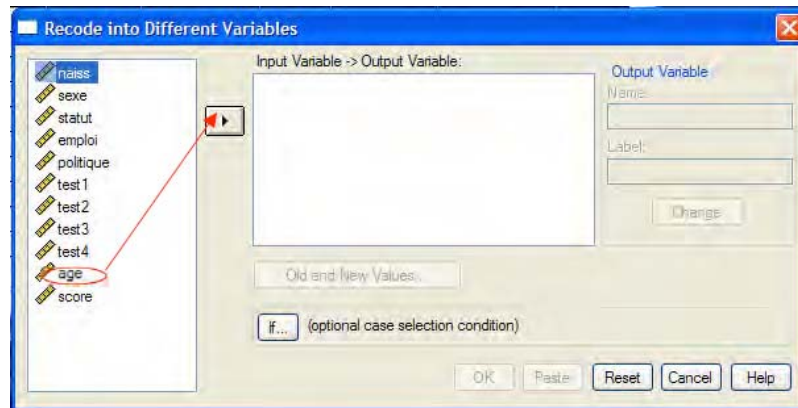 Recode into Different Variables
naiss
sexe
statut
emploi
politique
test1
test2
test3
test4
age
score
Input Variable -> Output Variable:
Output Variable
Name:
Label:
Change
Old and New Values...
If... (optional case selection condition)
OK Paste Reset Cancel Help